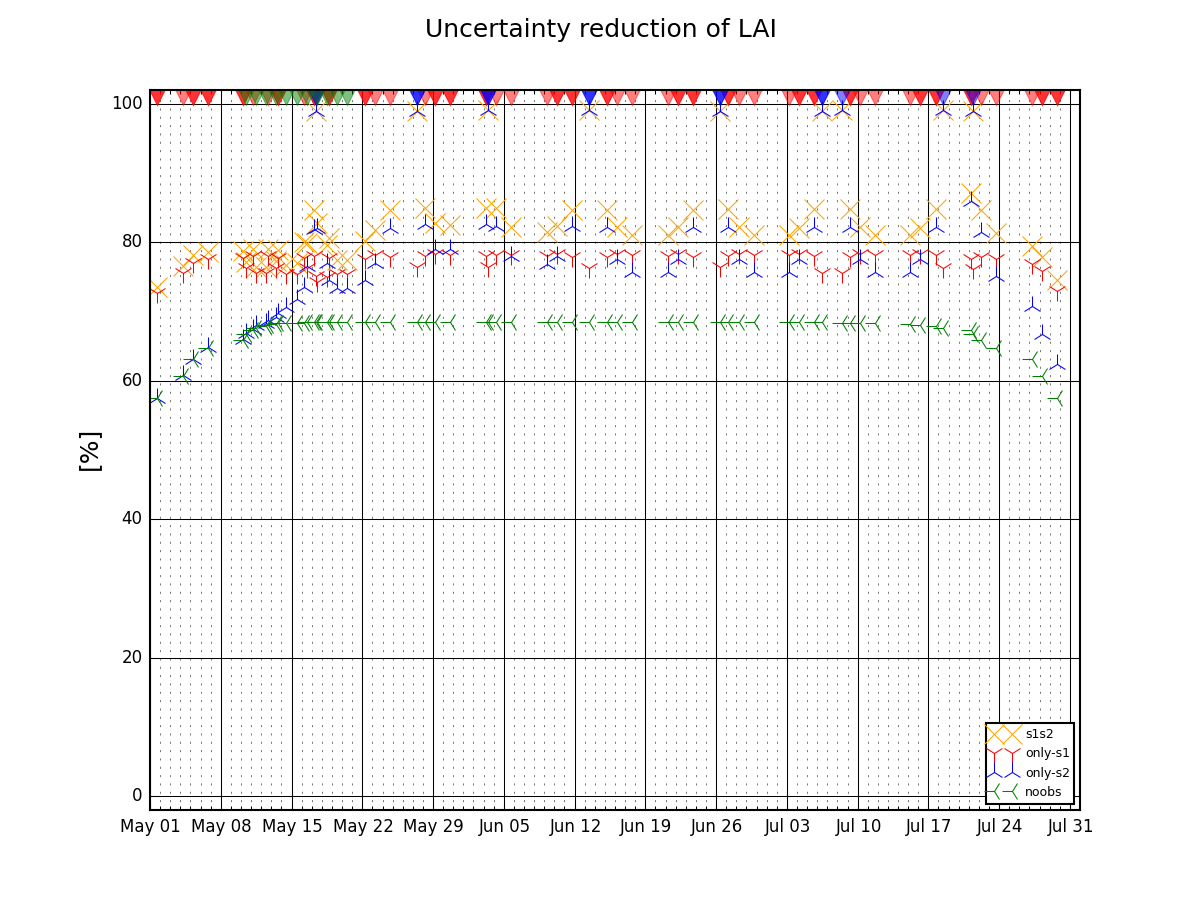 Uncertainty reduction of LAI
100
80
60
40
20
0
[%]
May 01 May 08 May 15 May 22 May 29 Jun 05 Jun 12 Jun 19 Jun 26 Jul 03 Jul 10 Jul 17 Jul 24 Jul 31
s1s2
only-s1
only-s2
noobs